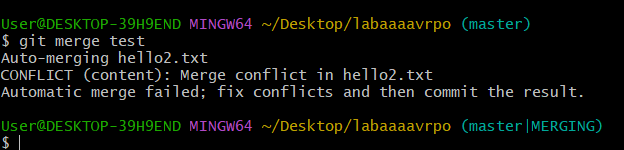 User@DESKTOP-39H9END MINGW64 ~/Desktop/labaaaavrpo (master)
$ git merge test
Auto-merging hello2.txt
CONFLICT (content): Merge conflict in hello2.txt
Automatic merge failed; fix conflicts and then commit the result.
User@DESKTOP-39H9END MINGW64 ~/Desktop/labaaaavrpo (master|MERGING)
$